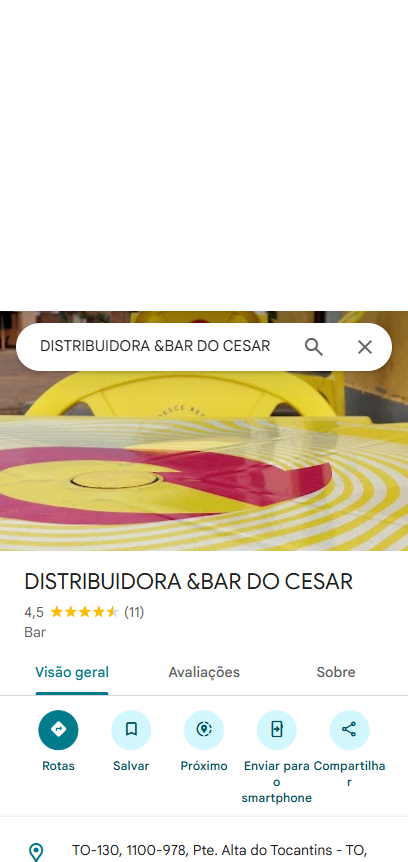 DISTRIBUIDORA &BAR DO CESAR
DISTRIBUIDORA &BAR DO CESAR
4,5 (11)
Bar
Visão geral
Avaliações
Sobre
Rotas
Salvar
Próximo
Enviar para
o
smartphone
Compartilha
r
TO-130, 1100-978, Pte. Alta do Tocantins - TO,